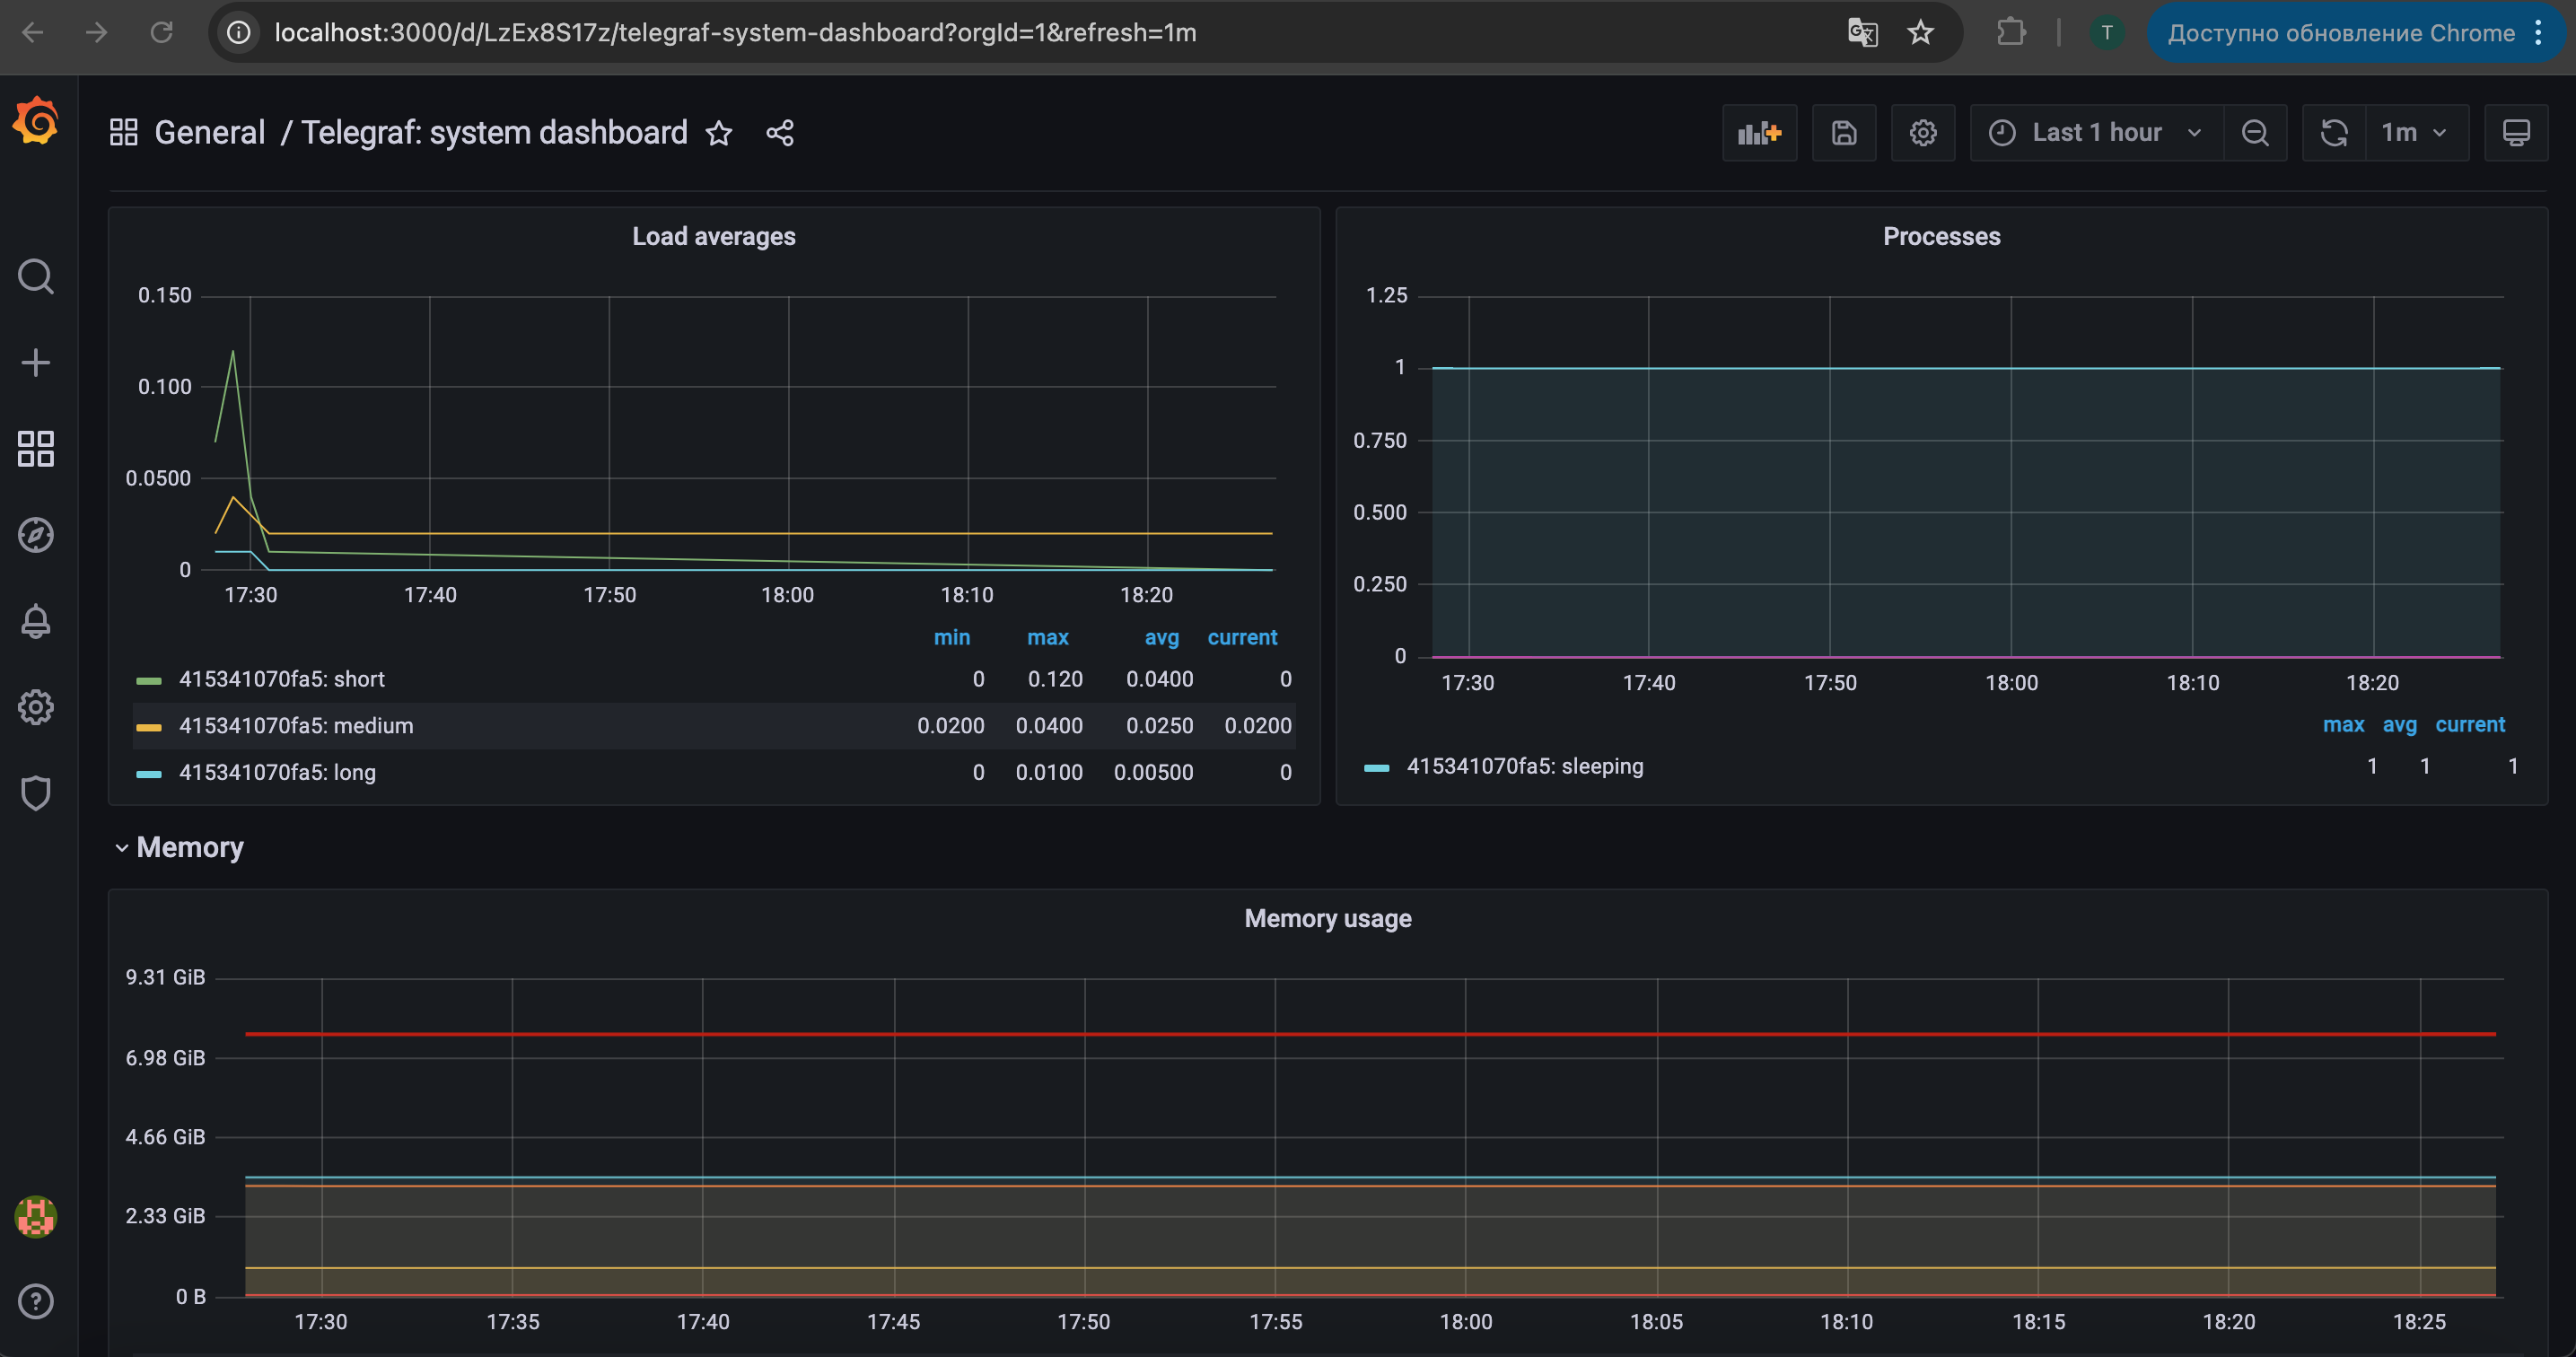 localhost:3000/d/LzEx8S17z/telegraf-system-dashboard?orgId=1&refresh=1m
T
Доступно обновление Chrome
General / Telegraf: system dashboard
Last 1 hour
1m
Load averages
0.150
0.100
0.0500
0
17:30 17:40 17:50 18:00 18:10 18:20
min max avg current
415341070fa5: short 0 0.120 0.0400 0
415341070fa5: medium 0.0200 0.0400 0.0250 0.0200
415341070fa5: long 0 0.0100 0.00500 0
Processes
1.25
1
0.750
0.500
0.250
0
17:30 17:40 17:50 18:00 18:10 18:20
max avg current
415341070fa5: sleeping 1 1 1
Memory
Memory usage
9.31 GiB
6.98 GiB
4.66 GiB
2.33 GiB
0 B
17:30 17:35 17:40 17:45 17:50 17:55 18:00 18:05 18:10 18:15 18:20 18:25